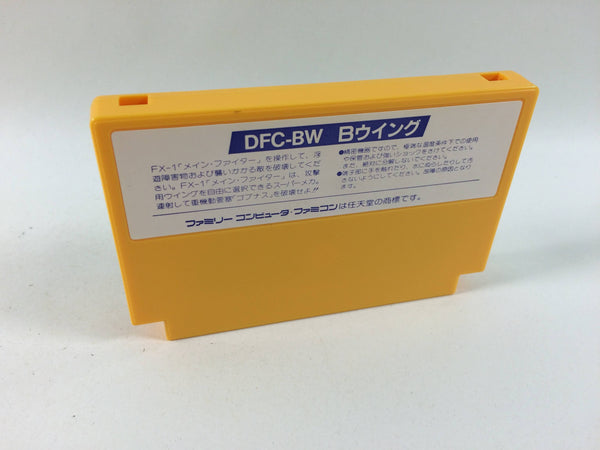 DFC-BW Bウイング
FX-1「メイン・ファイター」を操作して、浮
遊障害物および襲いかかる敵を破壊してくだ
さい。FX-1「メイン・ファイター」は、攻撃
用ウイングを自由に選択できるスーパーメカ。
連射して重機動要塞"ゴブナス"を破壊せよ!!
●精密機器ですので、極端な温度条件下での使用
や保管および強いショックをさけてください。
また、絶対に分解しないでください。
●端子部に手を触れたり、水にぬらしたりして汚
さないようにしてください。故障の原因となり
ます。
ファミリー コンピュータ・ファミコンは任天堂の商標です。